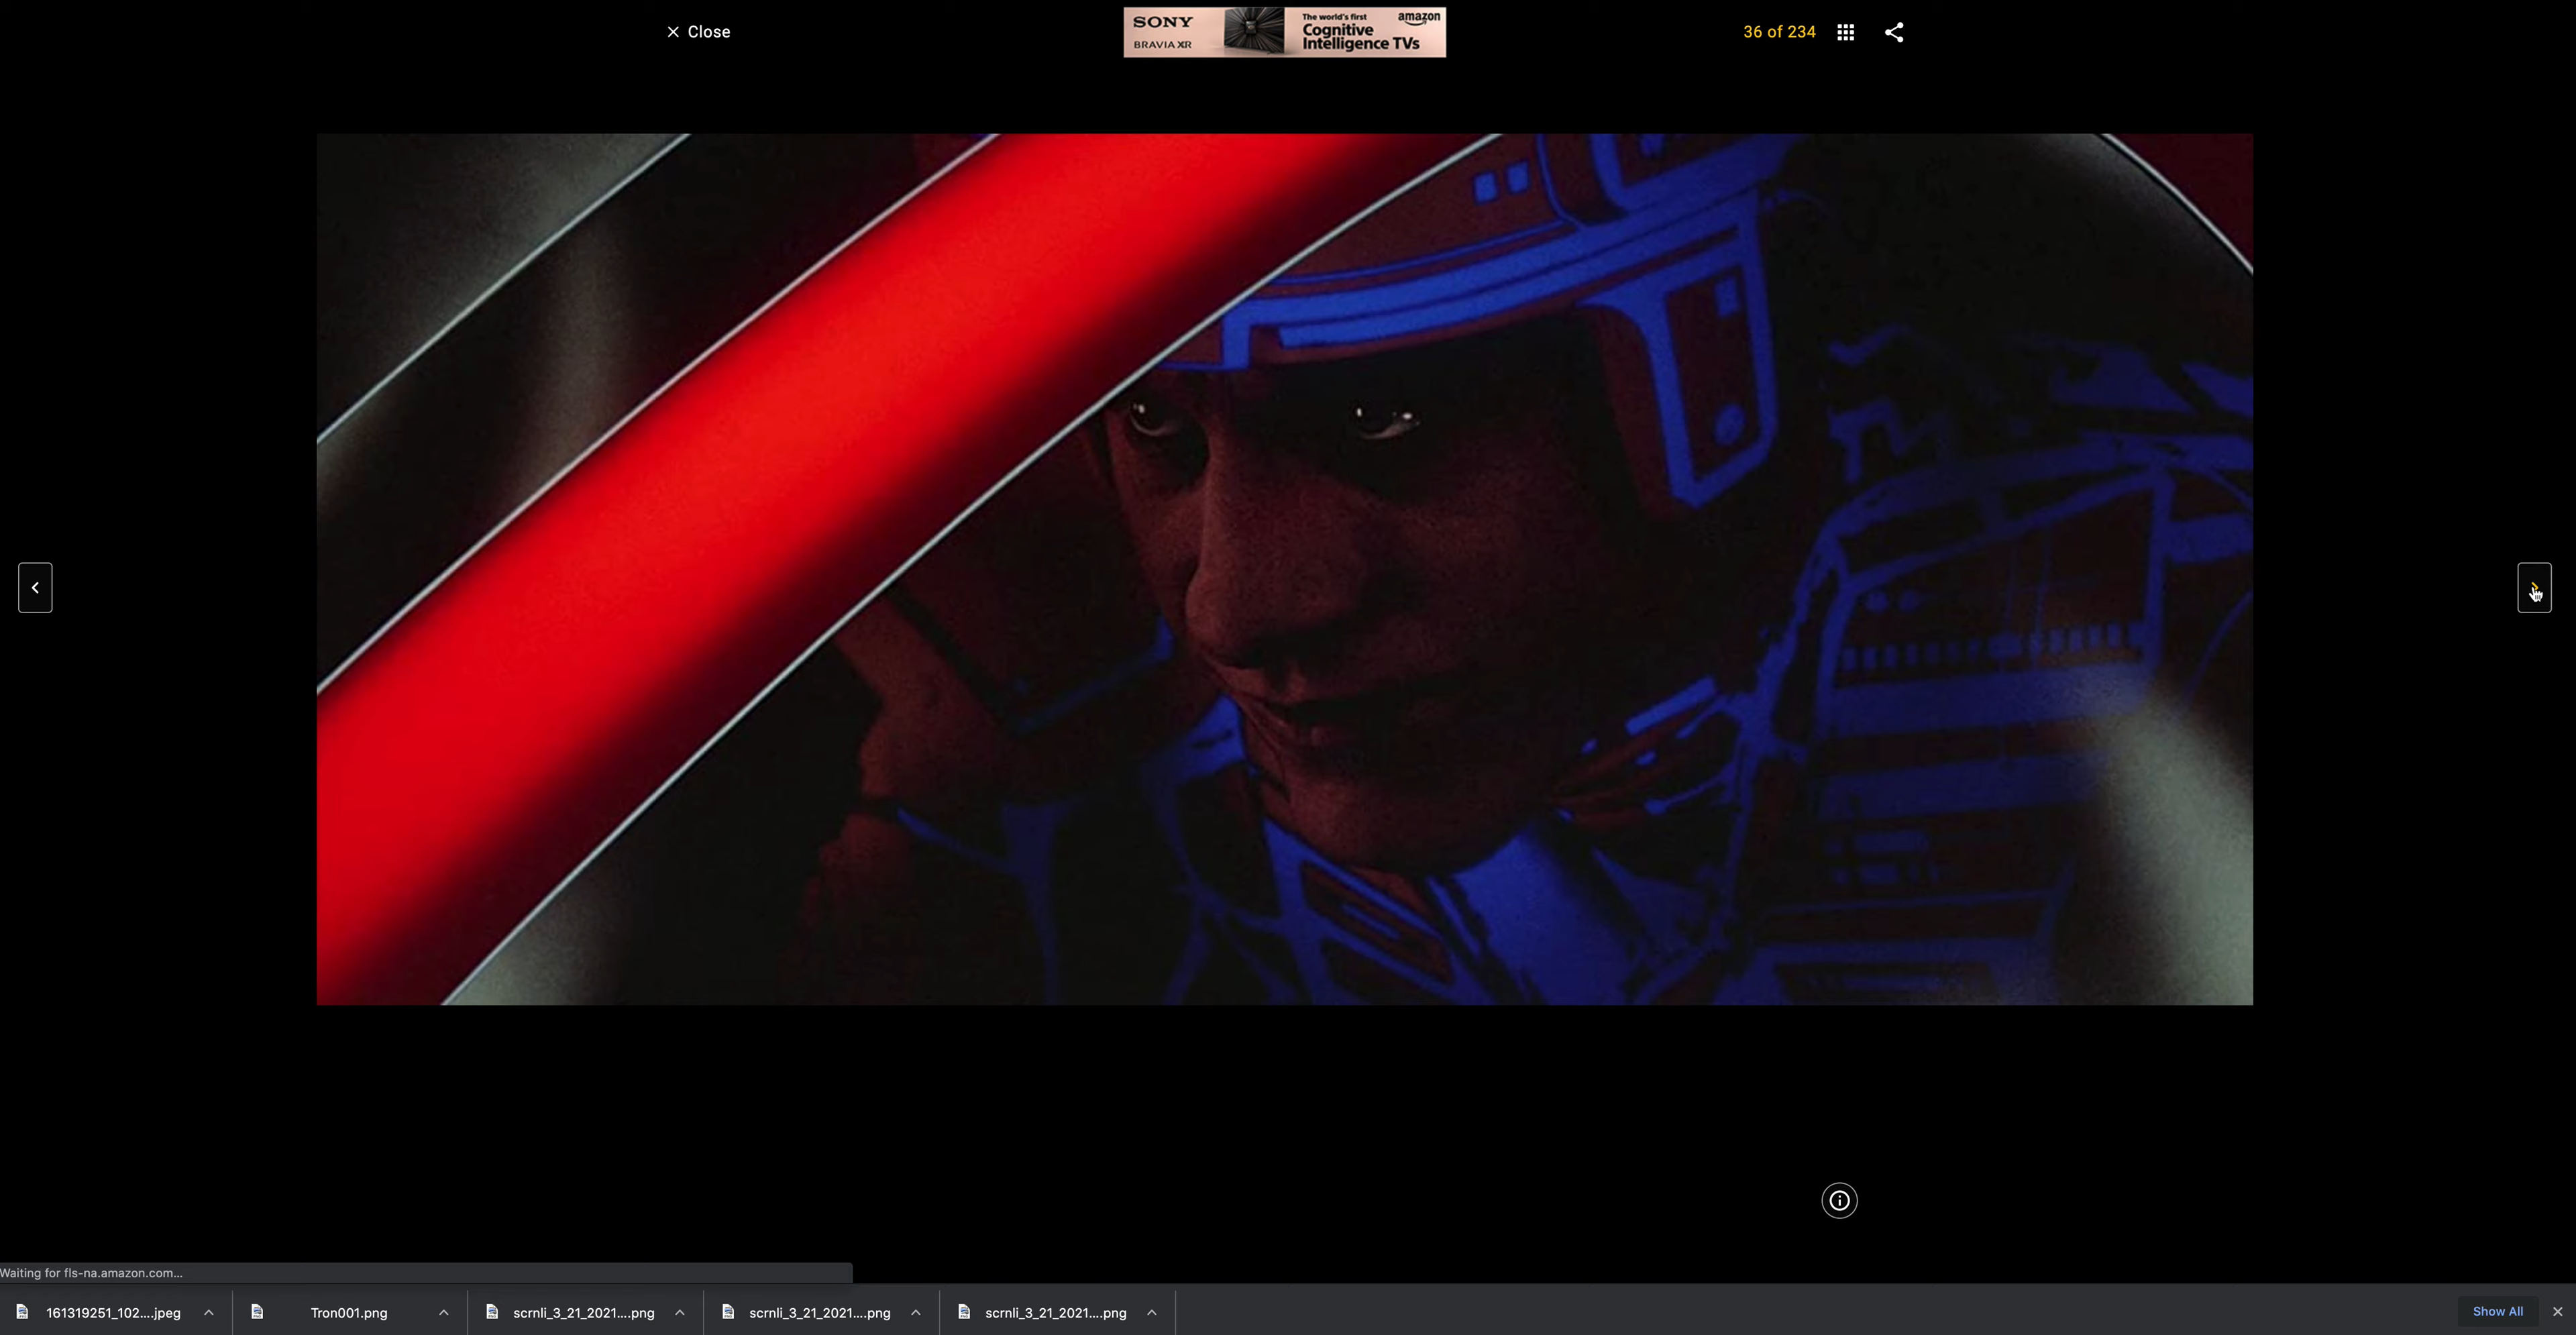 Close
SONY
BRAVIA XR
The world's first
Cognitive
Intelligence TVs
amazon
36 of 234
Waiting for fls-na.amazon.com...
161319251_102....jpeg
Tron001.png
scrnli_3_21_2021....png
scrnli_3_21_2021....png
scrnli_3_21_2021....png
Show All